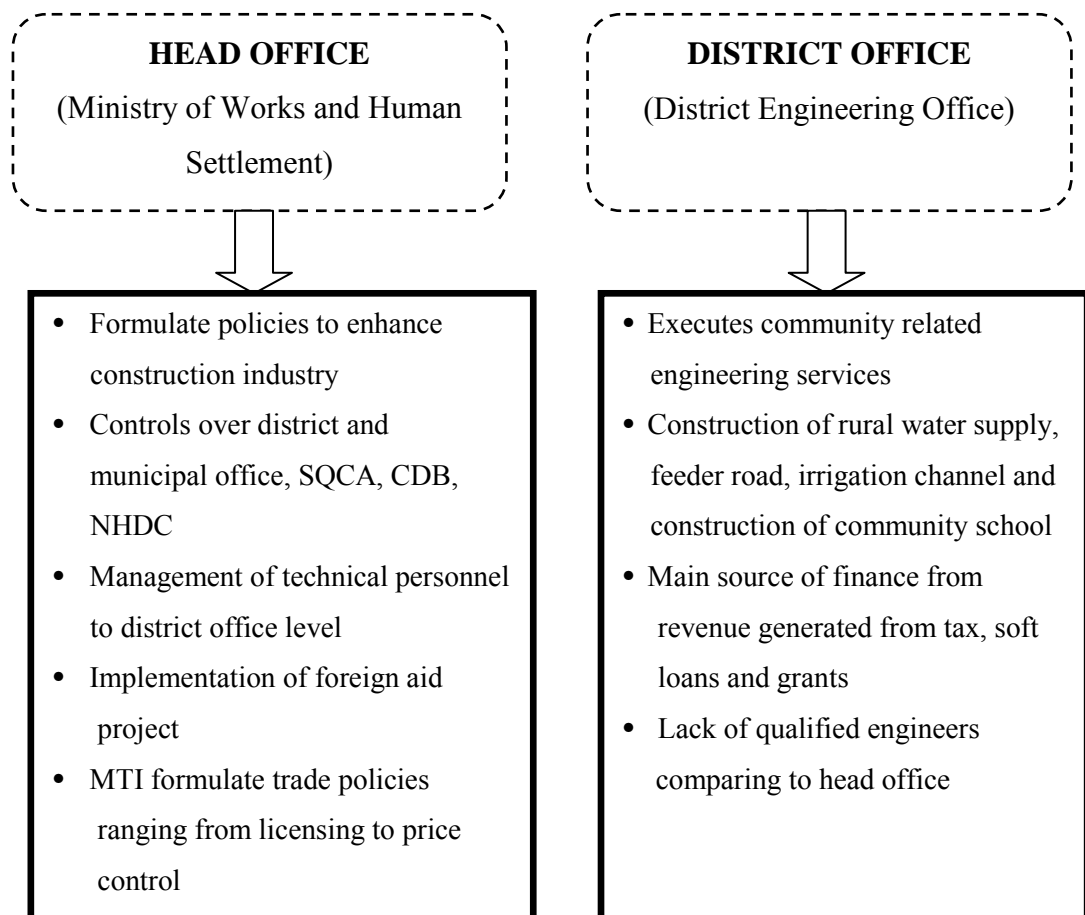 HEAD OFFICE
(Ministry of Works and Human
Settlement)
• Formulate policies to enhance
construction industry
• Controls over district and
municipal office, SQCA, CDB,
NHDC
• Management of technical personnel
to district office level
• Implementation of foreign aid
project
• MTI formulate trade policies
ranging from licensing to price
control
DISTRICT OFFICE
(District Engineering Office)
• Executes community related
engineering services
• Construction of rural water supply,
feeder road, irrigation channel and
construction of community school
• Main source of finance from
revenue generated from tax, soft
loans and grants
• Lack of qualified engineers
comparing to head office